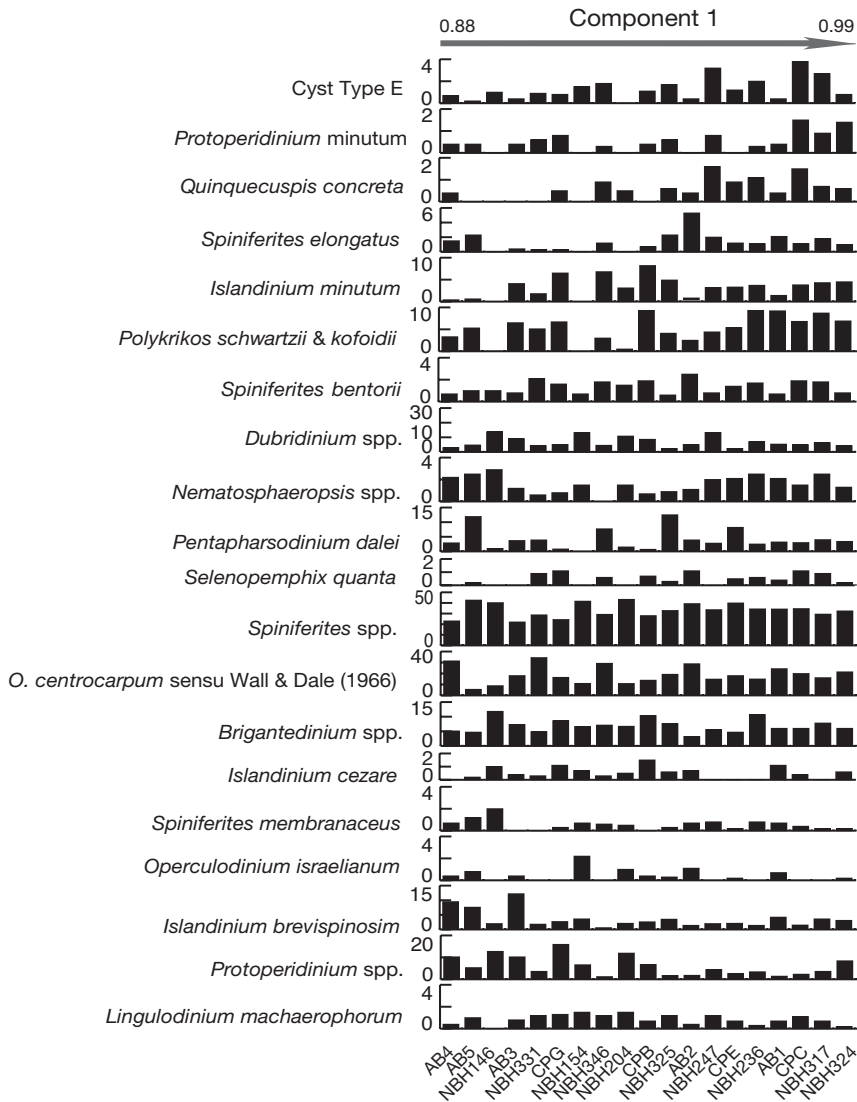 Component 1
0.88 0.99
4
Cyst Type E
0
2
Protoperidinium minutum
0
2
Quinquecuspis concreta
0
6
Spiniferites elongatus
0
10
Islandinium minutum
0
10
Polykrikos schwartzii & kofoidii
0
4
Spiniferites bentorii
0
30
Dubridinium spp.
10
0
4
Nematosphaeropsis spp.
0
15
Pentapharsodinium dalei
0
2
Selenopemphix quanta
0
50
Spiniferites spp.
0
40
O. centrocarpum sensu Wall & Dale (1966)
0
15
Brigantedinium spp.
0
2
Islandinium cezare
0
4
Spiniferites membranaceus
0
4
Operculodinium israelianum
0
15
Islandinium brevispinosim
0
20
Protoperidinium spp.
0
4
Lingulodinium machaerophorum
0
AB4
AB5
NBH146
AB3
NBH331
CPG
NBH154
NBH346
NBH204
CPB
NBH325
AB2
NBH247
CPE
NBH236
AB1
CPC
NBH317
NBH324